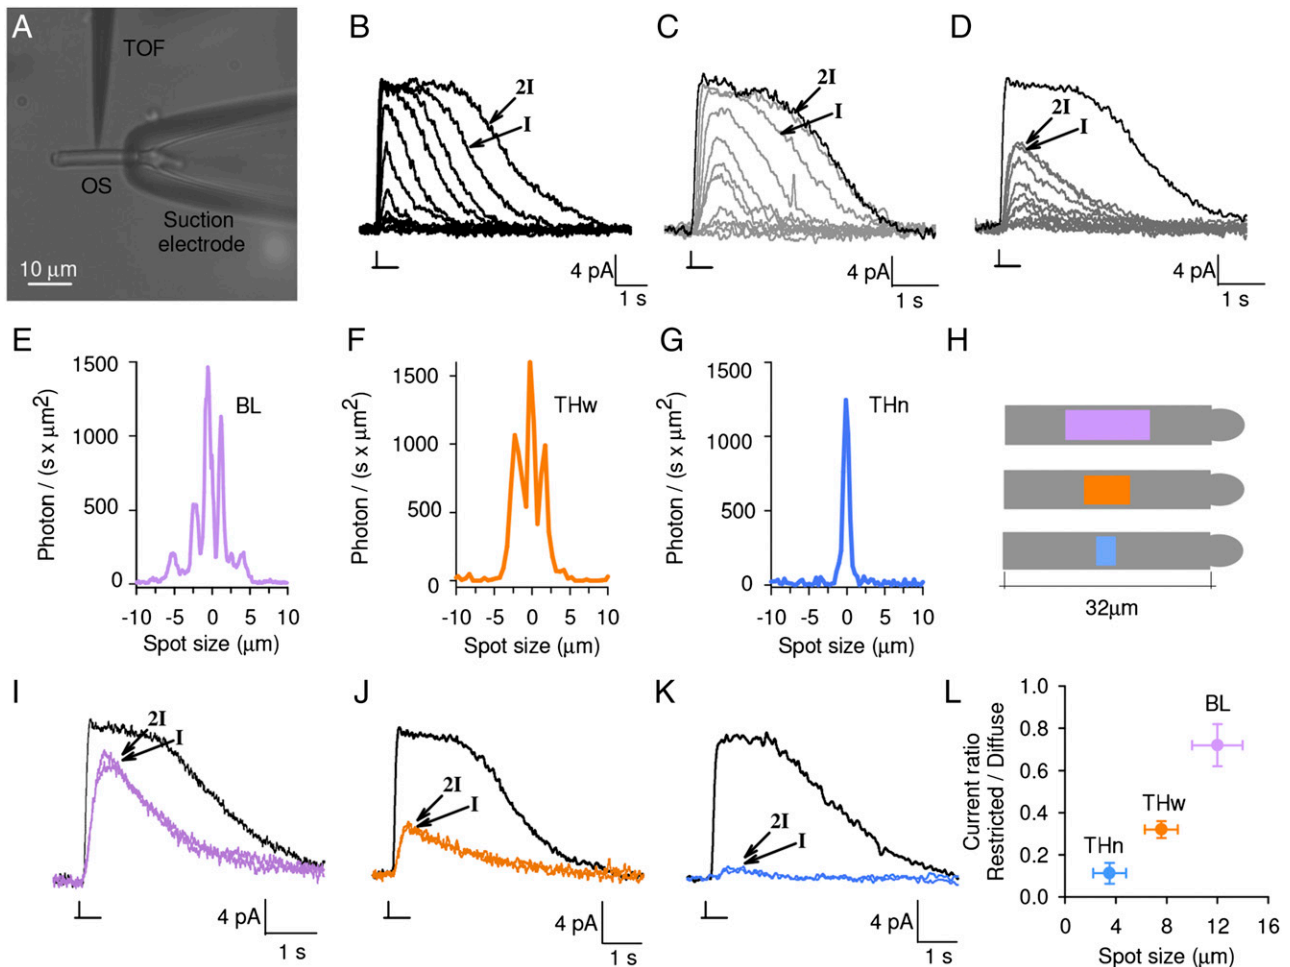 A
TOF
OS
Suction
electrode
10 μm
B
2I
I
4 pA
1 s
C
2I
I
4 pA
1 s
D
2I
I
4 pA
1 s
E
1500
1000
500
0
-10 -5 0 5 10
Photon / (s x μm²)
Spot size (μm)
BL
F
1500
1000
500
0
-10 -5 0 5 10
Photon / (s x μm²)
Spot size (μm)
THw
G
1500
1000
500
0
-10 -5 0 5 10
Photon / (s x μm²)
Spot size (μm)
THn
H
32μm
I
2I
I
4 pA
1 s
J
2I
I
4 pA
1 s
K
2I
I
4 pA
1 s
L
1.0
0.8
0.6
0.4
0.2
0.0
0 4 8 12 16
Current ratio
Restricted / Diffuse
Spot size (μm)
BL
THw
THn